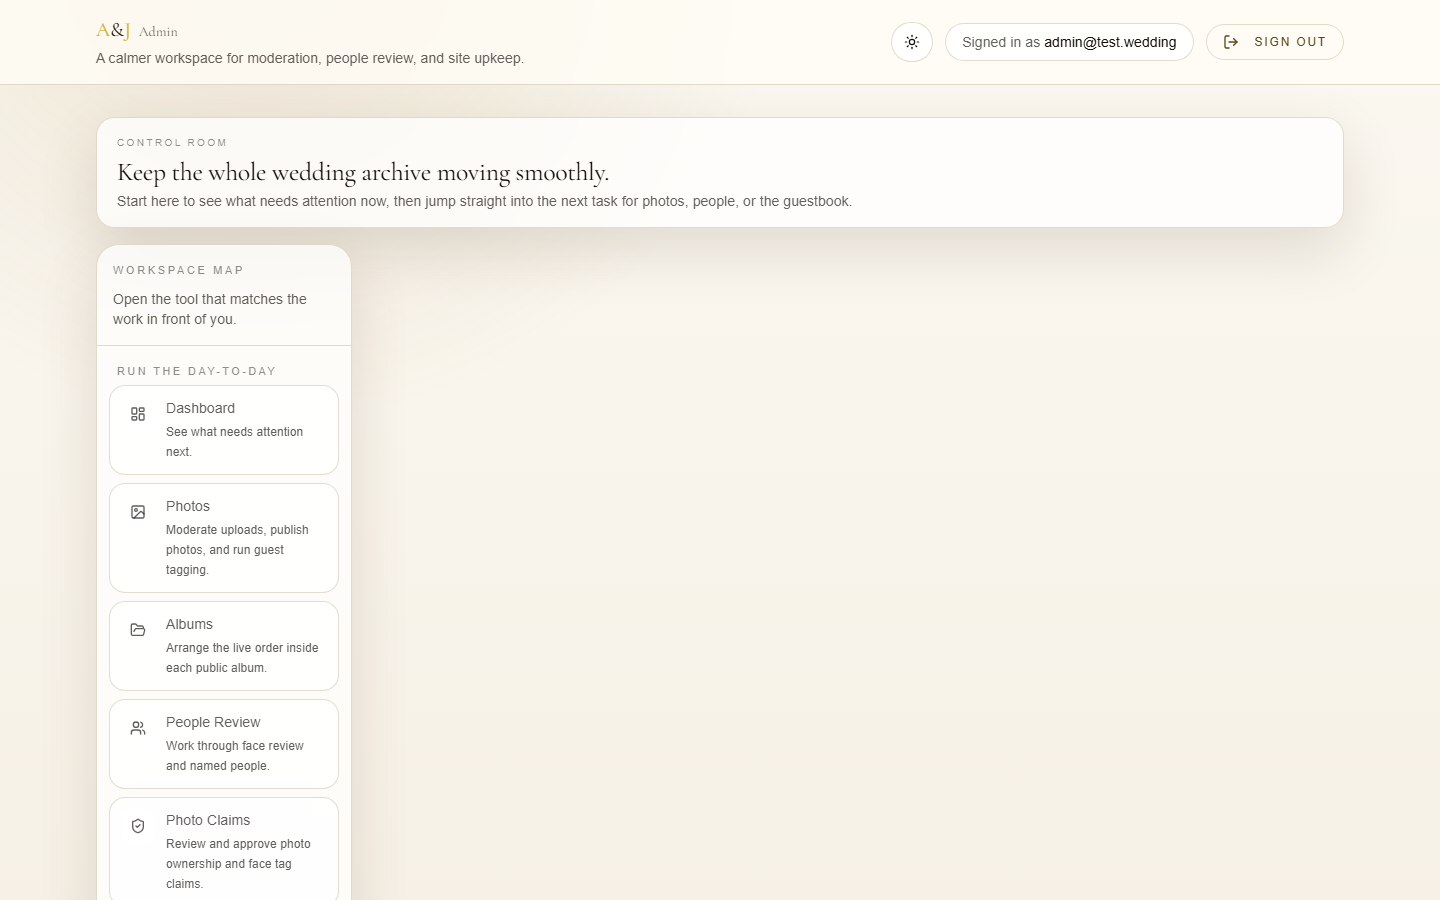 A&J Admin
A calmer workspace for moderation, people review, and site upkeep.
Signed in as admin@test.wedding
SIGN OUT
CONTROL ROOM
Keep the whole wedding archive moving smoothly.
Start here to see what needs attention now, then jump straight into the next task for photos, people, or the guestbook.
WORKSPACE MAP
Open the tool that matches the
work in front of you.
RUN THE DAY-TO-DAY
Dashboard
See what needs attention
next.
Photos
Moderate uploads, publish
photos, and run guest
tagging.
Albums
Arrange the live order inside
each public album.
People Review
Work through face review
and named people.
Photo Claims
Review and approve photo
ownership and face tag
claims.